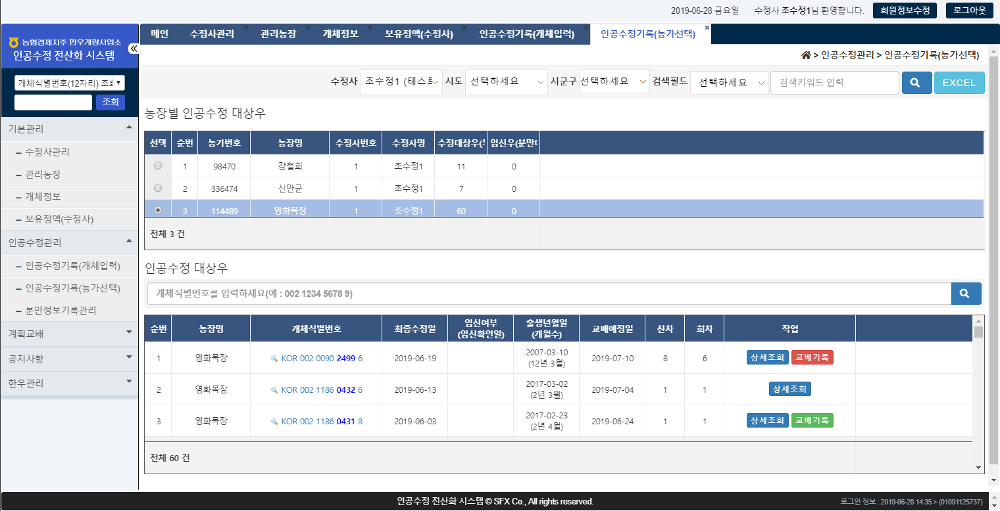 2019-06-28 금요일 수정사 조수정1님 환영합니다. 회원정보수정 로그아웃
농협경제지주 한우개량사업소
인공수정 전산화 시스템
메인 수정사관리 관리농장 개체정보 보유정액(수정사) 인공수정기록(개체입력) 인공수정기록(농가선택)
> 인공수정관리 > 인공수정기록(농가선택)
개체식별번호(12자리) 조회
조회
기본관리
수정사관리
관리농장
개체정보
보유정액(수정사)
인공수정관리
인공수정기록(개체입력)
인공수정기록(농가선택)
분만정보기록관리
계획교배
공지사항
한우관리
수정사 조수정1 (테스트 시도 선택하세요 시군구 선택하세요 검색필드 선택하세요 검색키워드 입력 EXCEL
농장별 인공수정 대상우
선택 순번 농가번호 농장명 수정사번호 수정사명 수정대상우( 임신우(분만
1 98470 강철희 1 조수정1 11 0
2 336474 신만균 1 조수정1 7 0
3 114489 영화목장 1 조수정1 60 0
전체 3 건
인공수정 대상우
개체식별번호를 입력하세요(예 : 002 1234 5678 9)
순번 농장명 개체식별번호 최종수정일 임신여부 (임신확인일) 출생년월일 (개월수) 교배예정일 산차 회차 작업
1 영화목장 KOR 002 0090 2499 6 2019-06-19 2007-03-10 (12년 3월) 2019-07-10 8 6 상세조회 교배기록
2 영화목장 KOR 002 1186 0432 6 2019-06-13 2017-03-02 (2년 3월) 2019-07-04 1 1 상세조회
3 영화목장 KOR 002 1186 0431 8 2019-06-03 2017-02-23 (2년 4월) 2019-06-24 1 1 상세조회 교배기록
전체 60 건
인공수정 전산화 시스템 © SFX Co., All rights reserved.
로그인 정보 : 2019-06-28 14:35 > (01091125737)